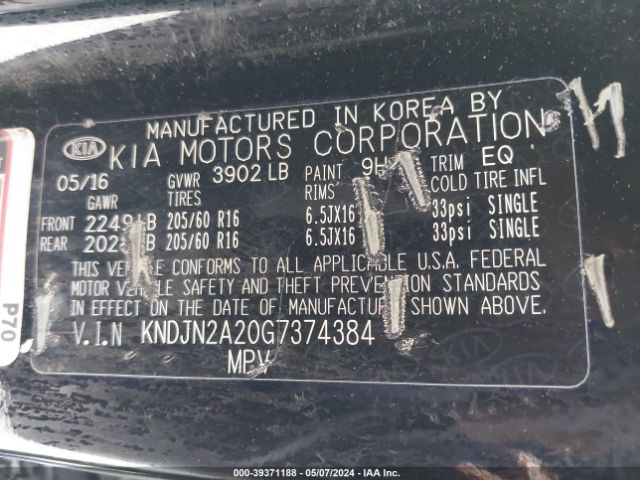 MANUFACTURED IN KOREA BY
KIA KIA MOTORS CORPORATION
05/16 GVWR 3902 LB PAINT TRIM EQ
GAWR TIRES RIMS COLD TIRE INFL
FRONT 205/60 R16 6.5JX16 33psi SINGLE
REAR 205/60 R16 6.5JX16 33psi SINGLE
THIS VEHICLE CONFORMS TO ALL APPLICABLE U.S.A. FEDERAL
MOTOR VEHICLE SAFETY AND THEFT PREVENTION STANDARDS
IN EFFECT ON THE DATE OF MANUFACTURE SHOWN ABOVE.
V.I.N KNDJN2A20G7374384
MPV
P70
000-39371188 - 05/07/2024 - IAA Inc.